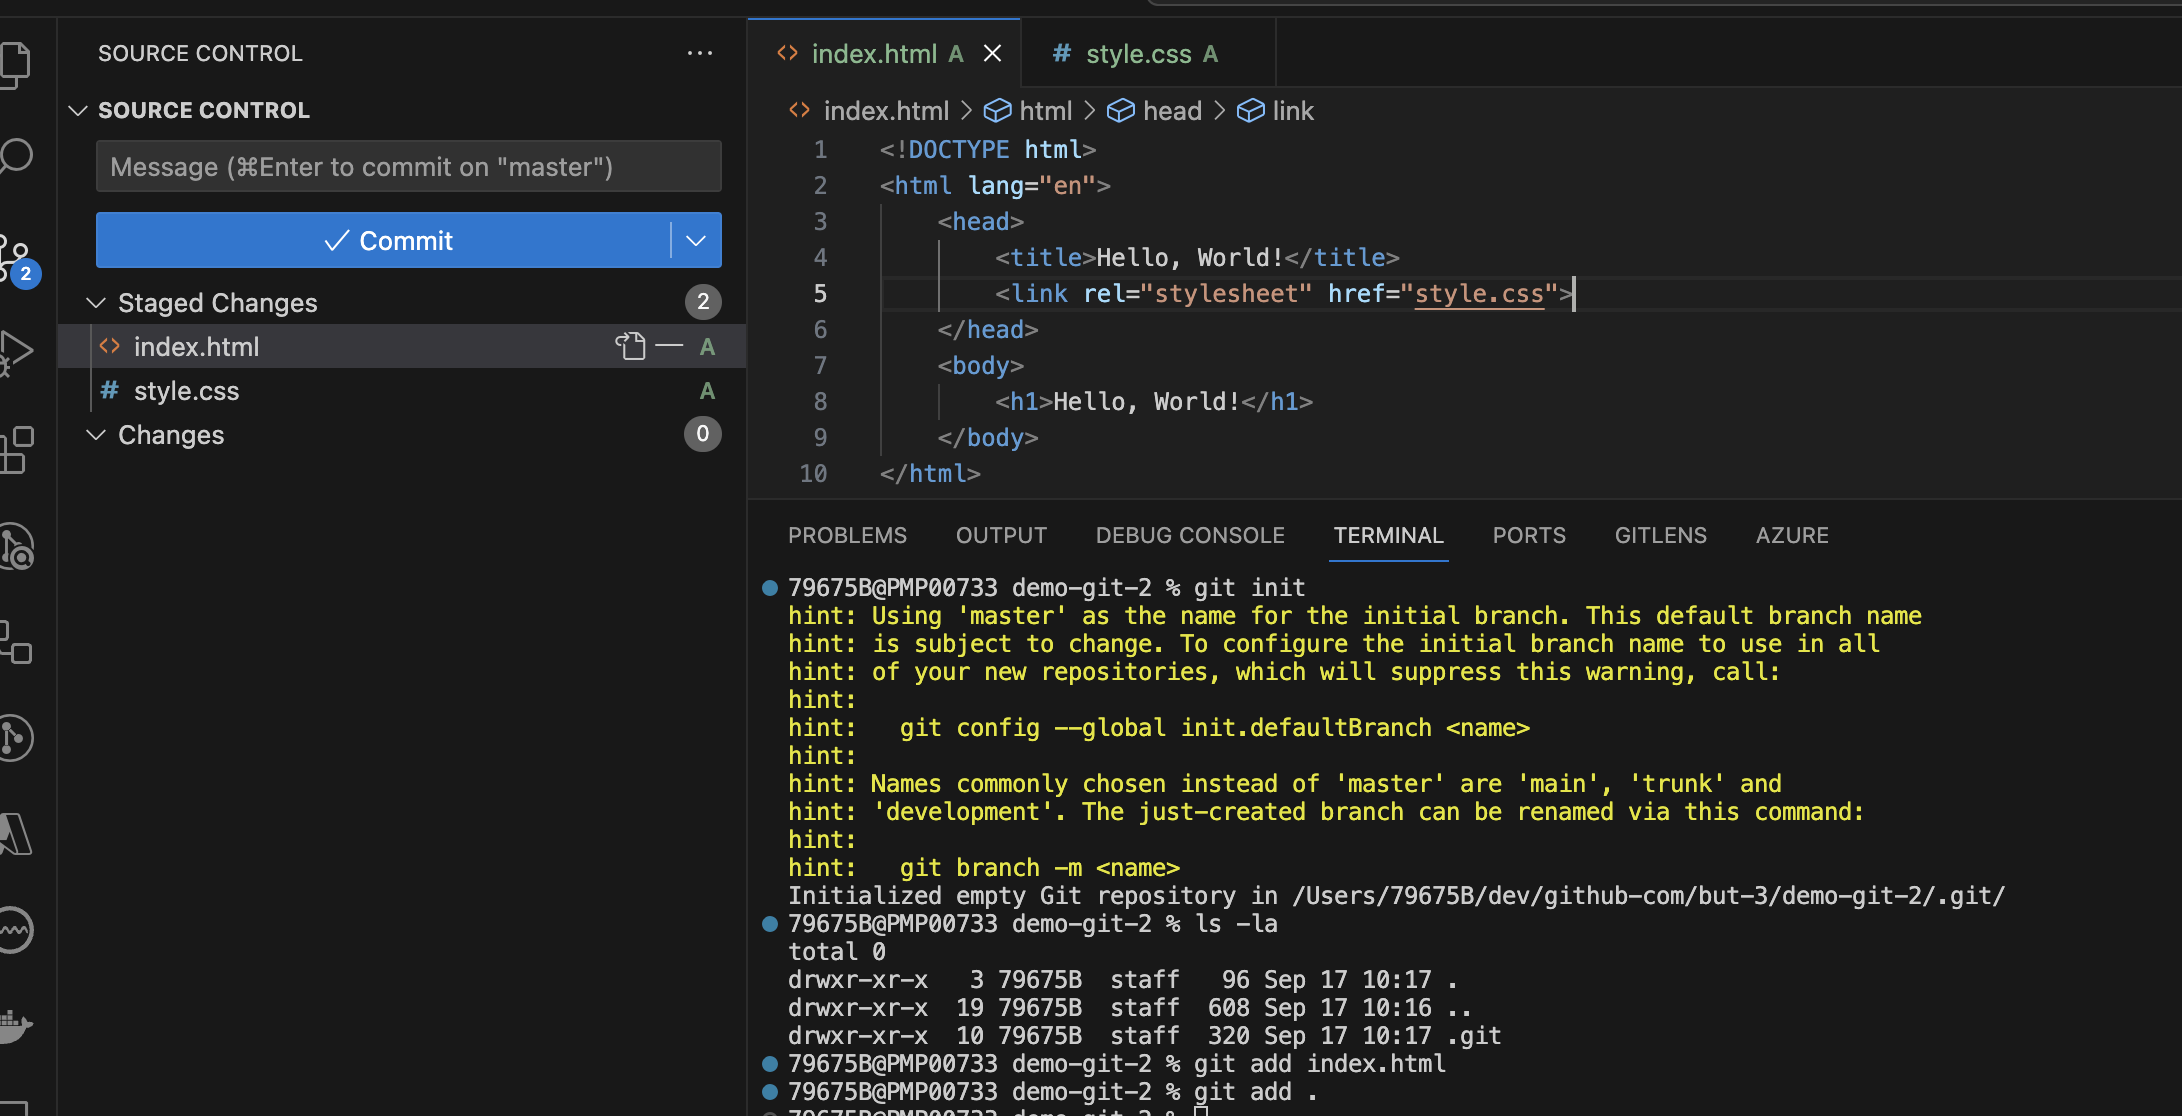 SOURCE CONTROL
SOURCE CONTROL
Message (⌘Enter to commit on "master")
Commit
2
Staged Changes 2
index.html A
style.css A
Changes 0
index.html A
style.css A
index.html > html > head > link
1 <!DOCTYPE html>
2 <html lang="en">
3 <head>
4 <title>Hello, World!</title>
5 <link rel="stylesheet" href="style.css">
6 </head>
7 <body>
8 <h1>Hello, World!</h1>
9 </body>
10 </html>
PROBLEMS OUTPUT DEBUG CONSOLE TERMINAL PORTS GITLENS AZURE
79675B@PMP00733 demo-git-2 % git init
hint: Using 'master' as the name for the initial branch. This default branch name
hint: is subject to change. To configure the initial branch name to use in all
hint: of your new repositories, which will suppress this warning, call:
hint:
hint: git config --global init.defaultBranch <name>
hint:
hint: Names commonly chosen instead of 'master' are 'main', 'trunk' and
hint: 'development'. The just-created branch can be renamed via this command:
hint:
hint: git branch -m <name>
Initialized empty Git repository in /Users/79675B/dev/github-com/but-3/demo-git-2/.git/
79675B@PMP00733 demo-git-2 % ls -la
total 0
drwxr-xr-x 3 79675B staff 96 Sep 17 10:17 .
drwxr-xr-x 19 79675B staff 608 Sep 17 10:16 ..
drwxr-xr-x 10 79675B staff 320 Sep 17 10:17 .git
79675B@PMP00733 demo-git-2 % git add index.html
79675B@PMP00733 demo-git-2 % git add .
79675B@PMP00733 demo-git-2 %